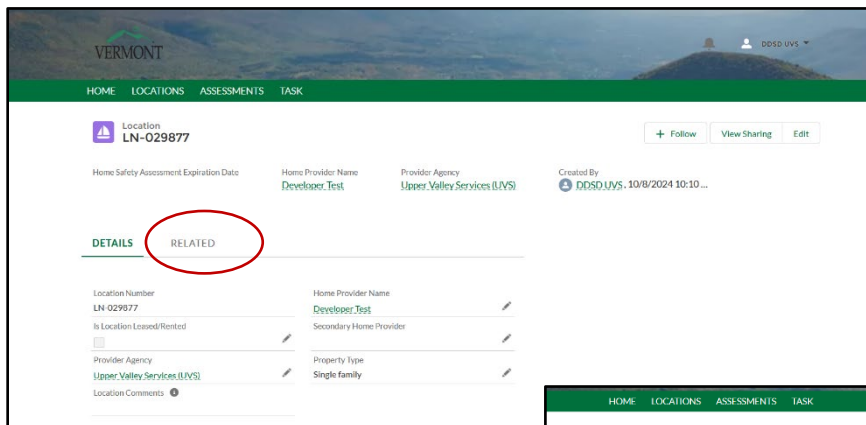 VERMONT
DDSD UVS
HOME LOCATIONS ASSESSMENTS TASK
Location
LN-029877
+ Follow View Sharing Edit
Home Safety Assessment Expiration Date Home Provider Name Provider Agency Created By
Developer Test Upper Valley Services (UVS) DDSD UVS, 10/8/2024 10:10 ...
DETAILS RELATED
Location Number Home Provider Name
LN-029877 Developer Test
Is Location Leased/Rented Secondary Home Provider
Provider Agency Property Type
Upper Valley Services (UVS) Single family
Location Comments
HOME LOCATIONS ASSESSMENTS TASK